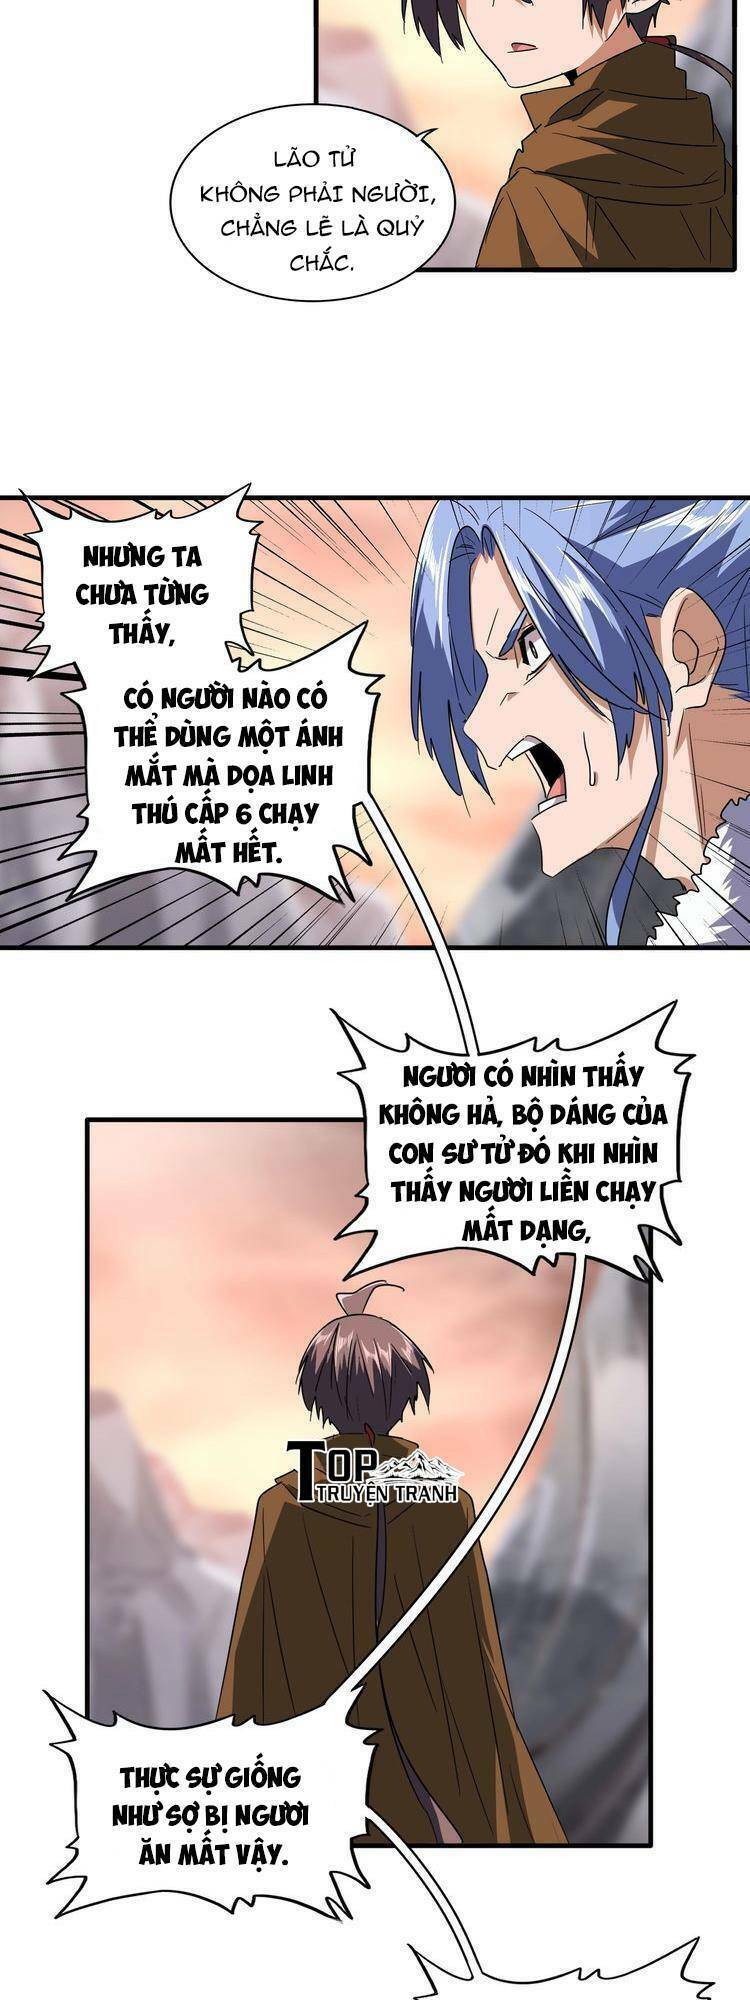 LÃO TỬ
KHÔNG PHẢI NGƯỜI,
CHẲNG LẼ LÀ QUỶ
CHẮC.
NHƯNG TA
CHƯA TỪNG
THẤY,
CÓ NGƯỜI NÀO CÓ
THỂ DÙNG MỘT ÁNH
MẮT MÀ DỌA LINH
THÚ CẤP 6 CHẠY
MẤT HẾT.
NGƯƠI CÓ NHÌN THẤY
KHÔNG HẢ, BỘ DÁNG CỦA
CON SƯ TỬ ĐÓ KHI NHÌN
THẤY NGƯƠI LIỀN CHẠY
MẤT DẠNG,
TOP
TRUYỆN TRANH
THỰC SỰ GIỐNG
NHƯ SỢ BỊ NGƯƠI
ĂN MẤT VẬY.